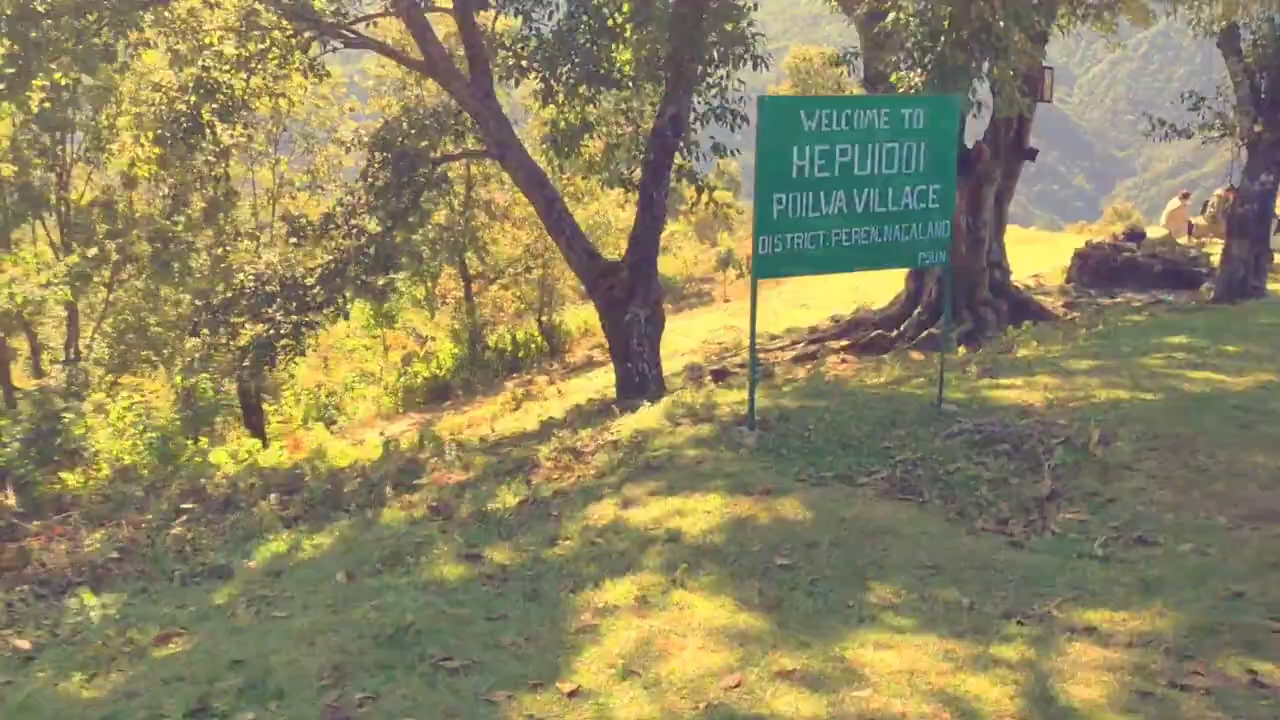 WELCOME TO
HEPUIDOI
POILWA VILLAGE
DISTRICT:PEREN.NAGALAND
PSUN